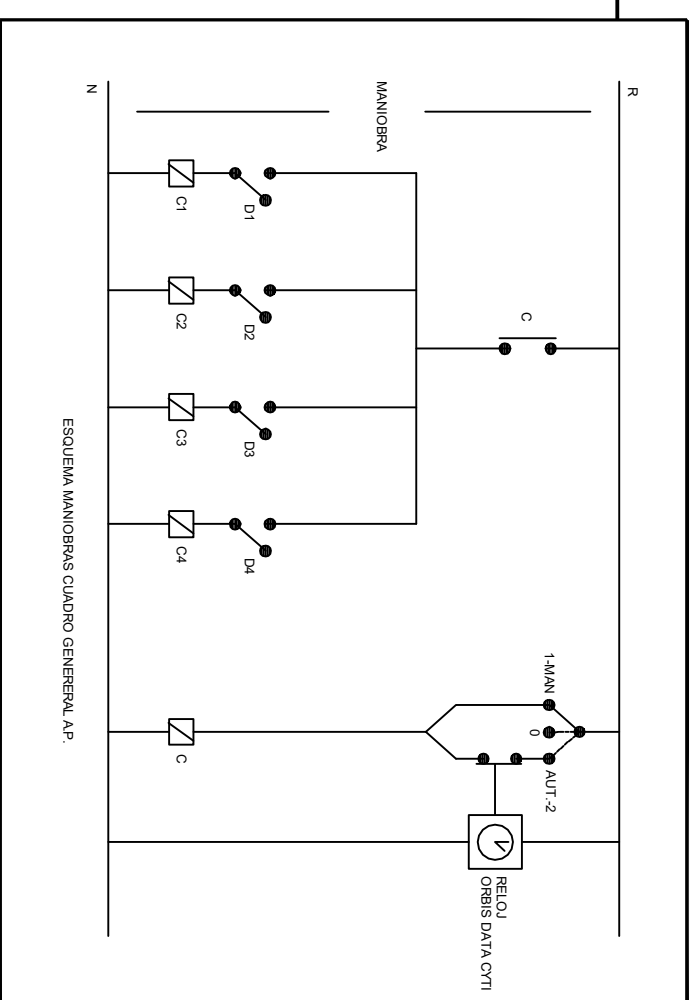 R
N
MANIOBRA
C
D1
C1
D2
C2
D3
C3
D4
C4
1-MAN
0
AUT.-2
C
RELOJ
ORBIS DATA CYTI
ESQUEMA MANIOBRAS CUADRO GENERERAL A.P.